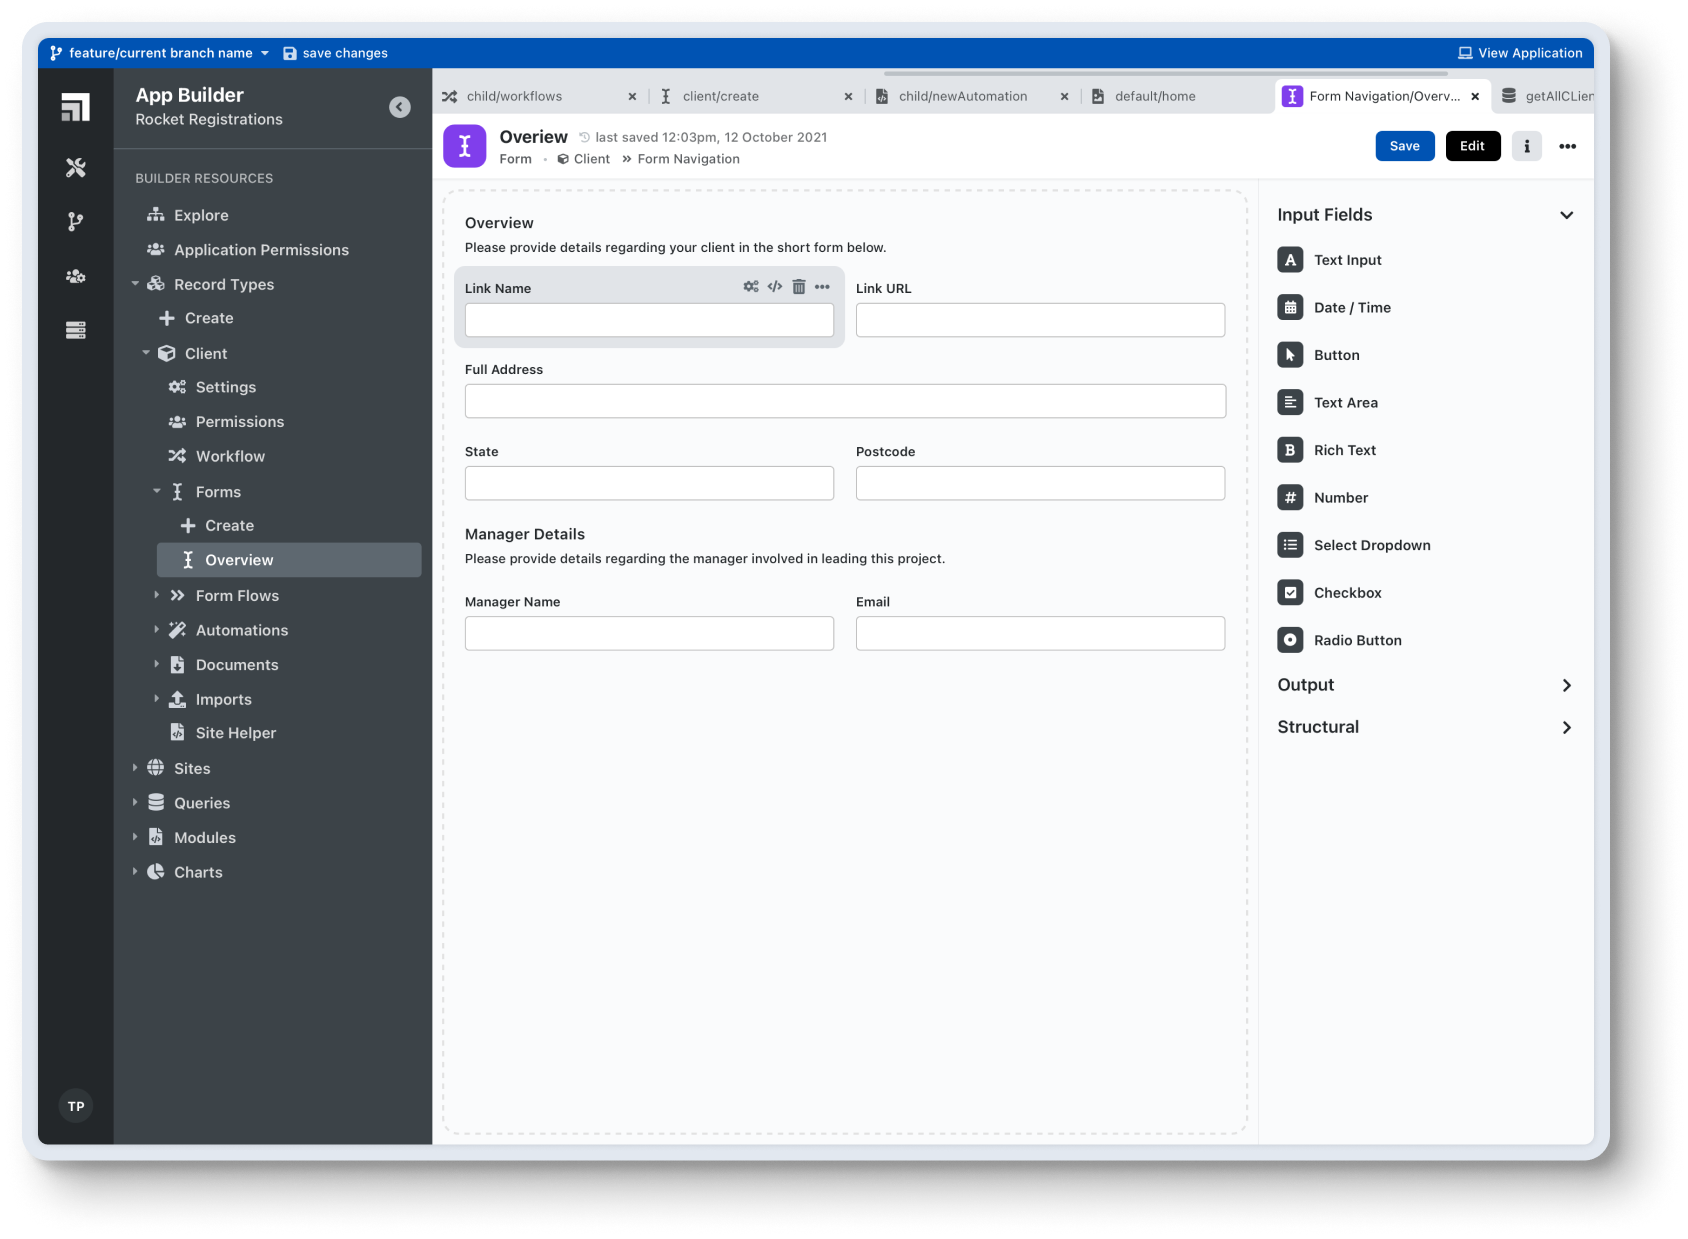 feature/current branch name
save changes
View Application
App Builder
Rocket Registrations
BUILDER RESOURCES
Explore
Application Permissions
Record Types
Create
Client
Settings
Permissions
Workflow
Forms
Create
Overview
Form Flows
Automations
Documents
Imports
Site Helper
Sites
Queries
Modules
Charts
TP
child/workflows
client/create
child/newAutomation
default/home
Form Navigation/Overv...
getAllCLien
Overiew
last saved 12:03pm, 12 October 2021
Form
Client
Form Navigation
Save
Edit
i
Overview
Please provide details regarding your client in the short form below.
Link Name
Link URL
Full Address
State
Postcode
Manager Details
Please provide details regarding the manager involved in leading this project.
Manager Name
Email
Input Fields
A Text Input
Date / Time
Button
Text Area
B Rich Text
# Number
Select Dropdown
Checkbox
Radio Button
Output
Structural